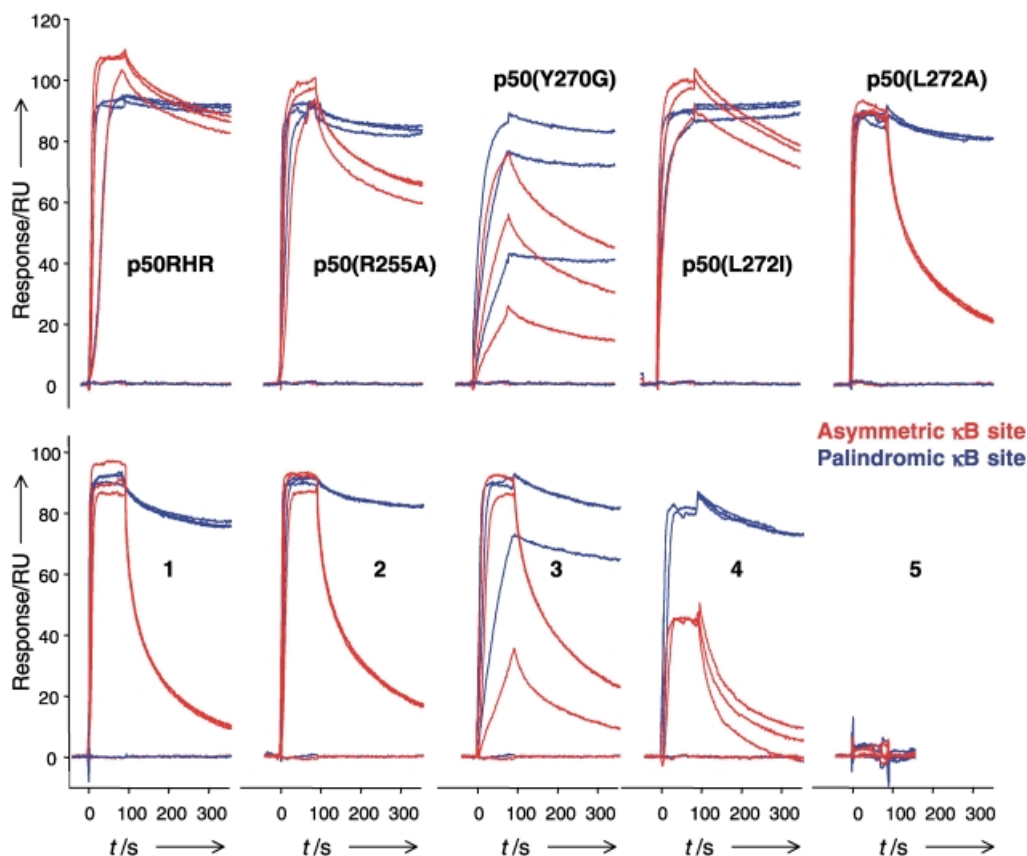 120
100
80
60
40
20
0
Response/RU
p50RHR
p50(R255A)
p50(Y270G)
p50(L272I)
p50(L272A)
Asymmetric κB site
Palindromic κB site
100
80
60
40
20
0
Response/RU
1
2
3
4
5
0 100 200 300
0 100 200 300
0 100 200 300
0 100 200 300
0 100 200 300
t/s
t/s
t/s
t/s
t/s